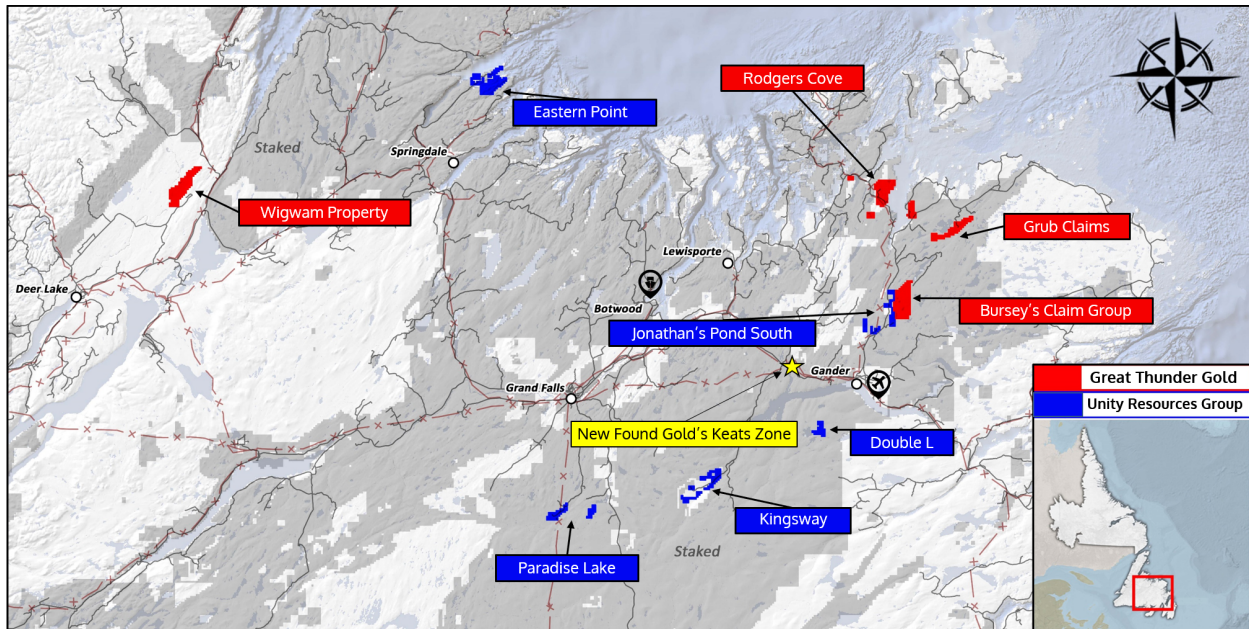 Rodgers Cove
Eastern Point
Staked
Springdale
Wigwam Property
Grub Claims
Lewisporte
Deer Lake
Botwood
Bursey's Claim Group
Jonathan's Pond South
Gander
Grand Falls
New Found Gold's Keats Zone
Double L
Kingsway
Staked
Paradise Lake
Great Thunder Gold
Unity Resources Group